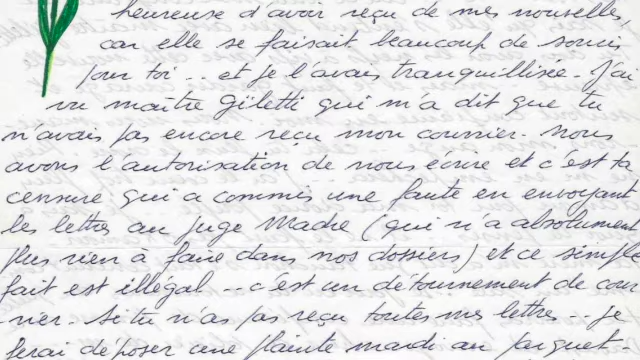 heureuse d'avoir reçu de mes nouvelle,
car elle se faisait beaucoup de soucis
pour toi .. et je l'avais tranquillisée - J'ai
vu maître Giletti qui m'a dit que tu
n'avais pas encore reçu mon courrier - nous
avons l'autorisation de nous écrire et c'est ta
censure qui a commis une faute en envoyant
les lettres au juge Madre (qui n'a absolument
plus rien à faire dans nos dossiers) et ce simple
fait est illégal -- c'est un détournement de cour
-rier. Si tu n'as pas reçu toutes mes lettres -- je
ferai déposer une plainte mardi au parquet -